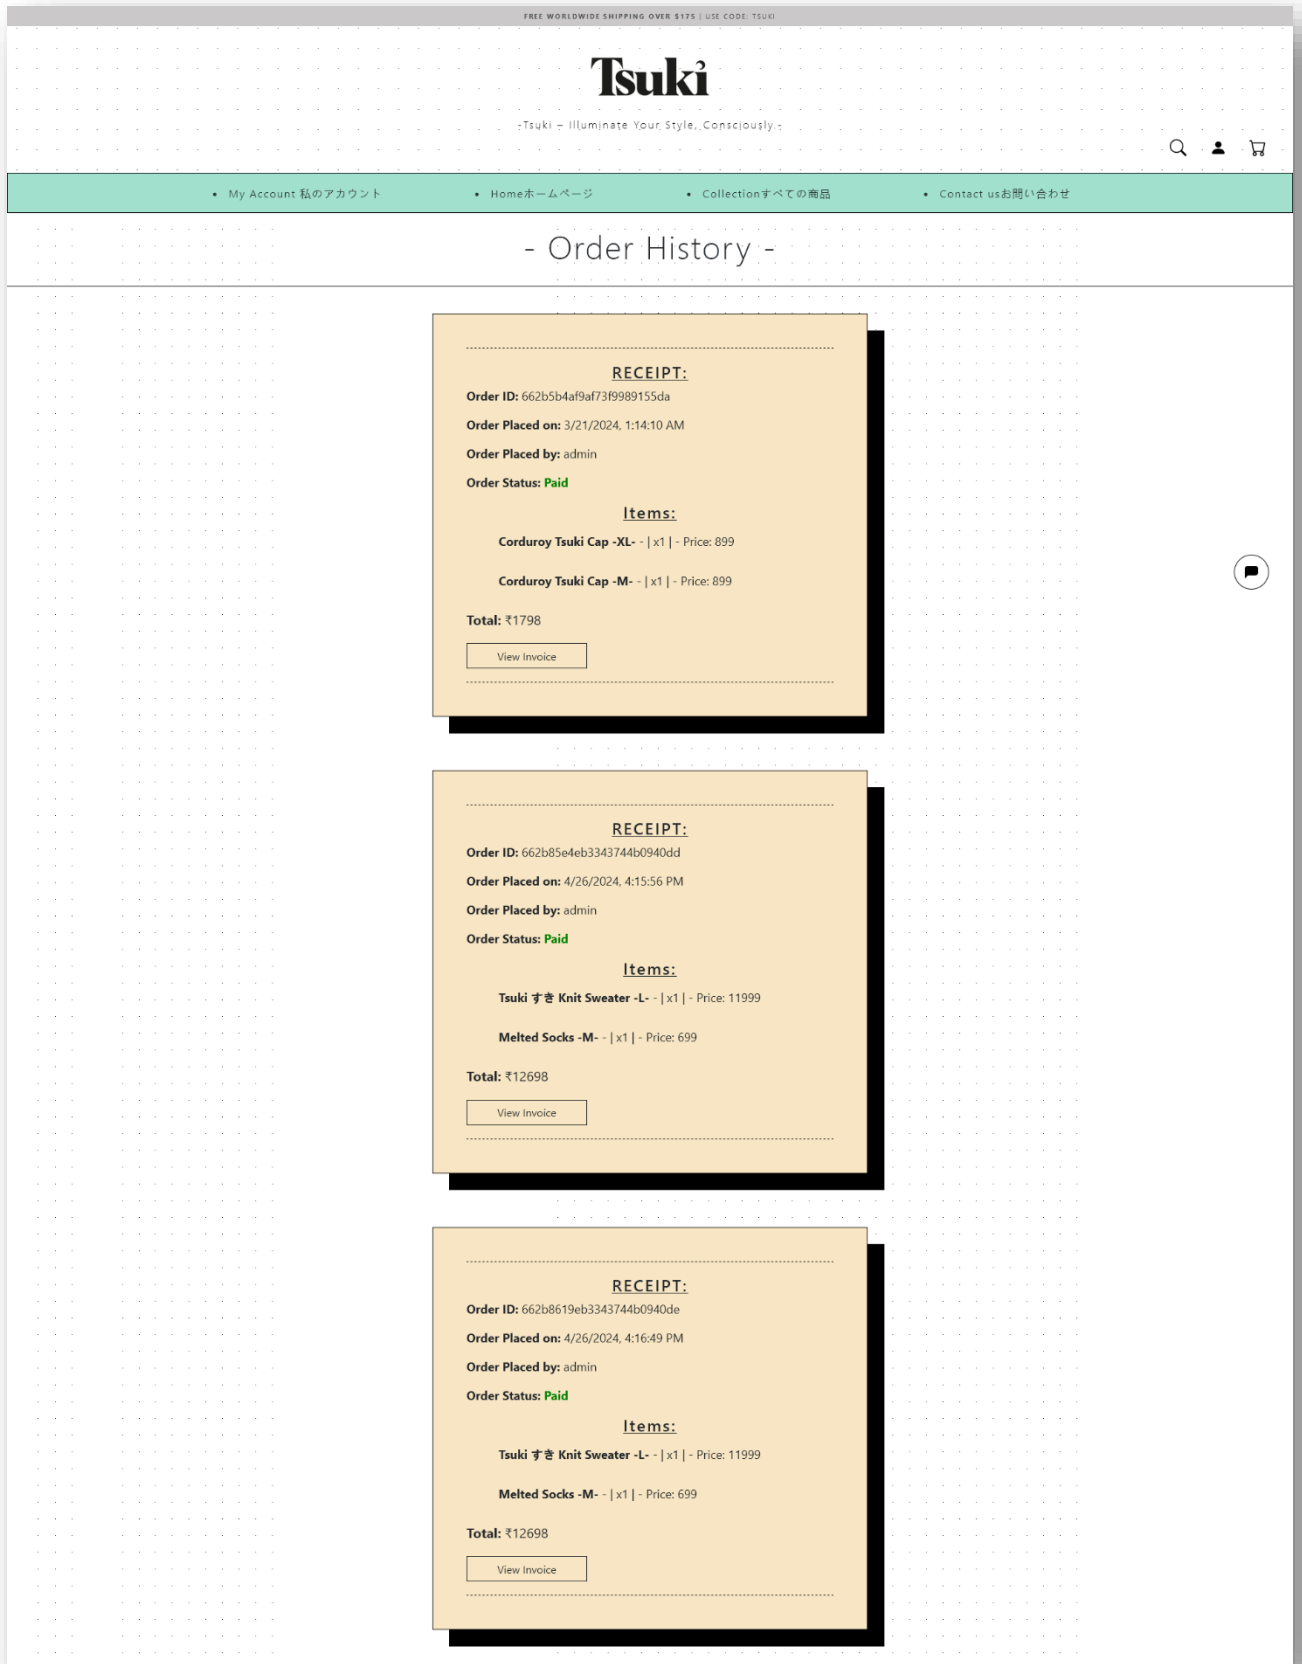 FREE WORLDWIDE SHIPPING OVER $175 | USE CODE: TSUKI
Tsuki
-Tsuki – Illuminate Your Style, Consciously.-
• My Account 私のアカウント • Homeホームページ • Collectionすべての商品 • Contact usお問い合わせ
- Order History -
RECEIPT:
Order ID: 662b5b4af9af73f9989155da
Order Placed on: 3/21/2024, 1:14:10 AM
Order Placed by: admin
Order Status: Paid
Items:
Corduroy Tsuki Cap -XL- - | x1 | - Price: 899
Corduroy Tsuki Cap -M- - | x1 | - Price: 899
Total: ₹1798
View Invoice
RECEIPT:
Order ID: 662b85e4eb3343744b0940dd
Order Placed on: 4/26/2024, 4:15:56 PM
Order Placed by: admin
Order Status: Paid
Items:
Tsuki すき Knit Sweater -L- - | x1 | - Price: 11999
Melted Socks -M- - | x1 | - Price: 699
Total: ₹12698
View Invoice
RECEIPT:
Order ID: 662b8619eb3343744b0940de
Order Placed on: 4/26/2024, 4:16:49 PM
Order Placed by: admin
Order Status: Paid
Items:
Tsuki すき Knit Sweater -L- - | x1 | - Price: 11999
Melted Socks -M- - | x1 | - Price: 699
Total: ₹12698
View Invoice